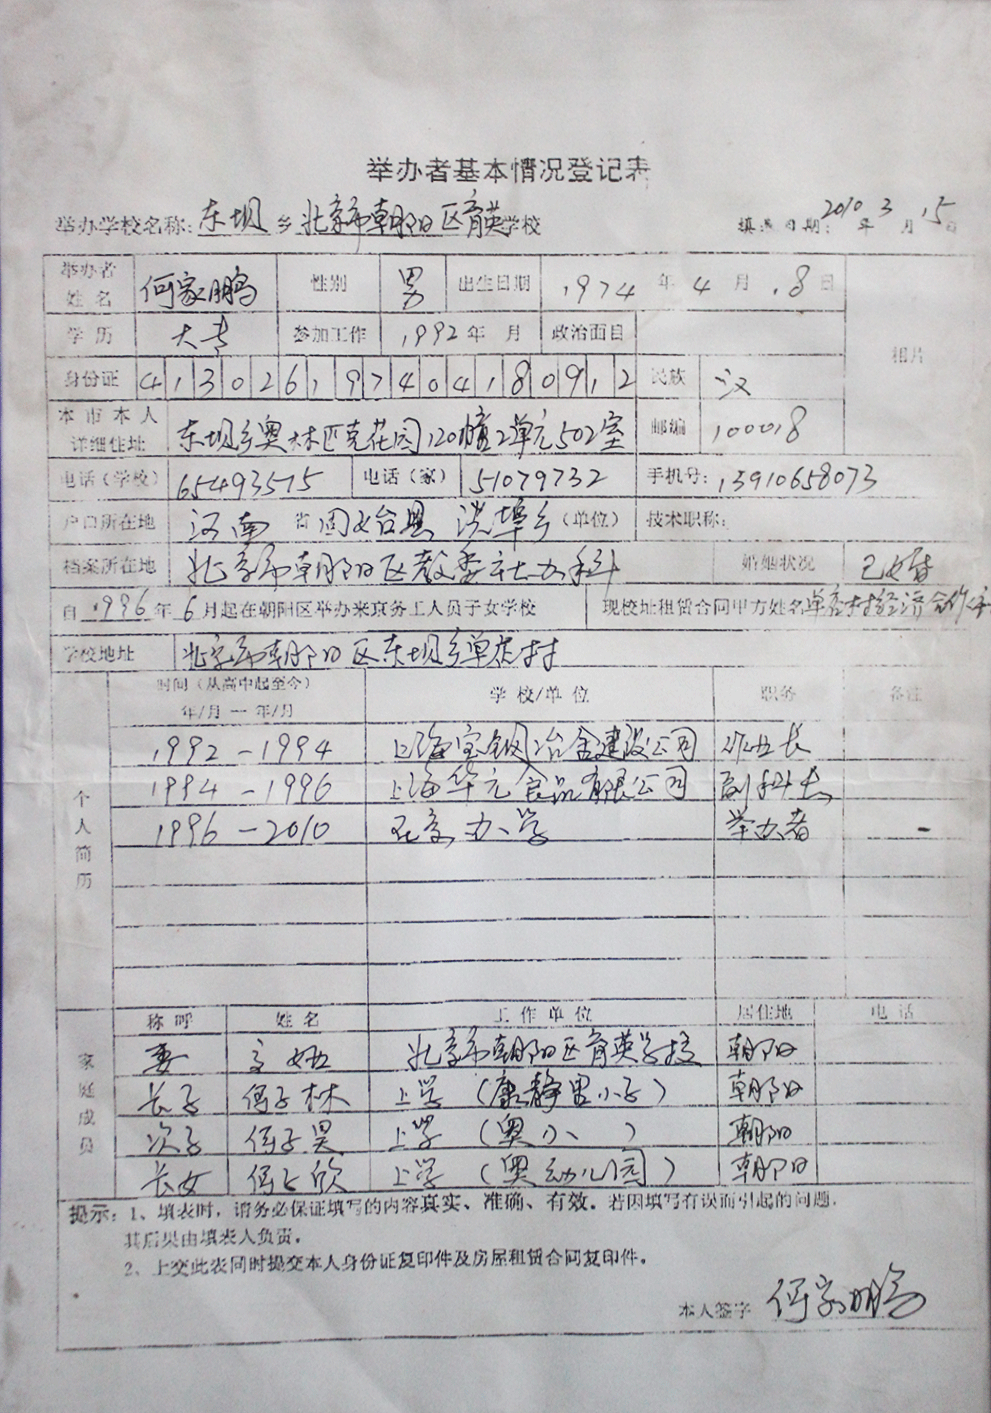 举办者基本情况登记表
举办学校名称: 东坝 乡 北京市朝阳区育英学校 填表日期: 2010 年 3 月 15 日
举办者姓名 何家鹏 性别 男 出生日期 1974 年 4 月 8 日 相片
学历 大专 参加工作 1992 年 月 政治面目
身份证 413026197404180912 民族 汉
本市本人详细住址 东坝乡奥林匹克花园120幢2单元502室 邮编 100018
电话(学校) 65493515 电话(家) 51079732 手机号: 13910658073
户口所在地 河南 省 固始县 洪埠乡 (单位) 技术职称:
档案所在地 北京市朝阳区教委社办科 婚姻状况 已婚
自 1996 年 6 月起在朝阳区举办来京务工人员子女学校 现校址租赁合同甲方姓名 单店村经济合作社
学校地址 北京市朝阳区东坝乡单店村
个人简历 时间(从高中起至今) 年/月—年/月 学校/单位 职务 备注
1992-1994 上海宝钢冶金建设公司 班长
1994-1996 上海华元食品有限公司 副科长
1996-2010 在京办学 举办者
家庭成员 称呼 姓名 工作单位 居住地 电话
妻 北京市朝阳区育英学校 朝阳
长子 何子林 上学(康静里小学) 朝阳
次子 何子昊 上学(奥小 ) 朝阳
长女 何 欣 上学(奥幼儿园) 朝阳
提示: 1、填表时, 请务必保证填写的内容真实、准确、有效。若因填写有误而引起的问题,
其后果由填表人负责。
2、上交此表同时提交本人身份证复印件及房屋租赁合同复印件。
本人签字 何家鹏